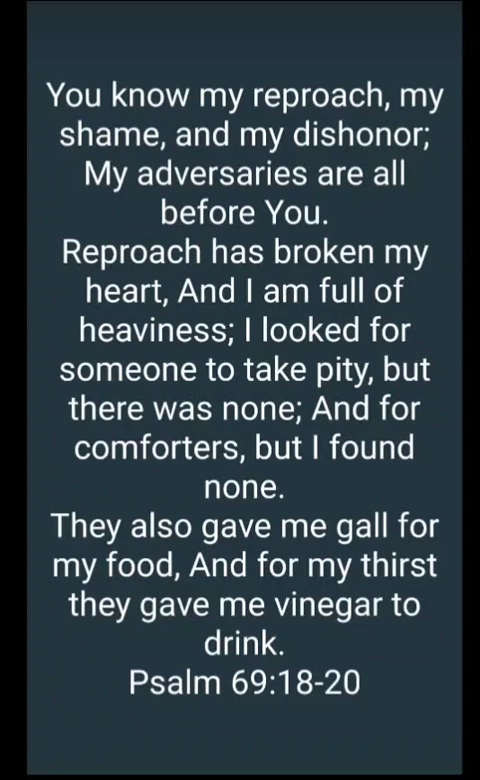 You know my reproach, my
shame, and my dishonor;
My adversaries are all
before You.
Reproach has broken my
heart, And I am full of
heaviness; I looked for
someone to take pity, but
there was none; And for
comforters, but I found
none.
They also gave me gall for
my food, And for my thirst
they gave me vinegar to
drink.
Psalm 69:18-20